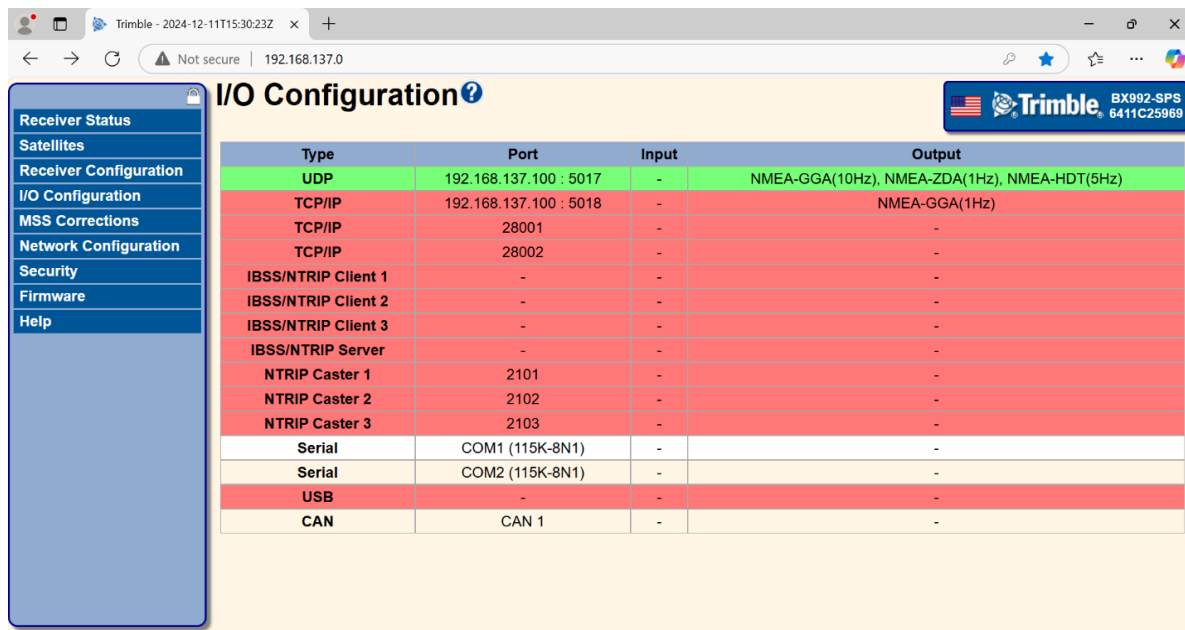 Trimble - 2024-12-11T15:30:23Z
Not secure 192.168.137.0
I/O Configuration?
Trimble BX992-SPS
6411C25969
Receiver Status
Satellites
Receiver Configuration
I/O Configuration
MSS Corrections
Network Configuration
Security
Firmware
Help
Type Port Input Output
UDP 192.168.137.100 : 5017 - NMEA-GGA(10Hz), NMEA-ZDA(1Hz), NMEA-HDT(5Hz)
TCP/IP 192.168.137.100 : 5018 - NMEA-GGA(1Hz)
TCP/IP 28001 - -
TCP/IP 28002 - -
IBSS/NTRIP Client 1 - - -
IBSS/NTRIP Client 2 - - -
IBSS/NTRIP Client 3 - - -
IBSS/NTRIP Server - - -
NTRIP Caster 1 2101 - -
NTRIP Caster 2 2102 - -
NTRIP Caster 3 2103 - -
Serial COM1 (115K-8N1) - -
Serial COM2 (115K-8N1) - -
USB - - -
CAN CAN 1 - -